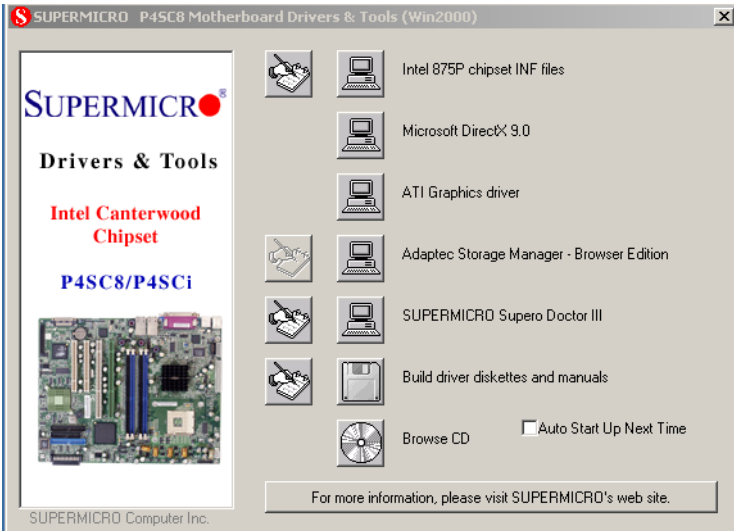 SUPERMICRO P4SC8 Motherboard Drivers & Tools (Win2000)
SUPERMICRO®
Drivers & Tools
Intel Canterwood
Chipset
P4SC8/P4SCi
SUPERMICRO Computer Inc.
Intel 875P chipset INF files
Microsoft DirectX 9.0
ATI Graphics driver
Adaptec Storage Manager - Browser Edition
SUPERMICRO Supero Doctor III
Build driver diskettes and manuals
Browse CD
Auto Start Up Next Time
For more information, please visit SUPERMICRO's web site.